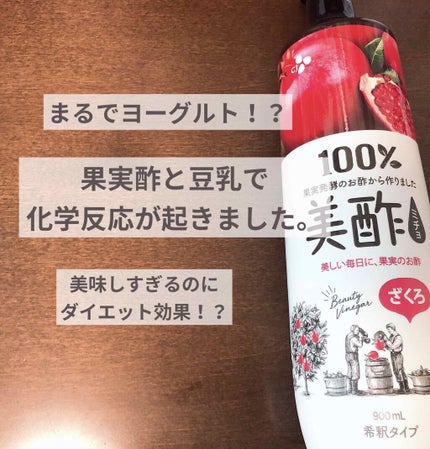 まるでヨーグルト！？
果実酢と豆乳で
化学反応が起きました。
美味しすぎるのに
ダイエット効果！？
100%
果実発酵のお酢から作りました
美酢
ミチョ
美しい毎日に、果実のお酢
Beauty
Vinegar
ざくろ
900mL
希釈タイプ